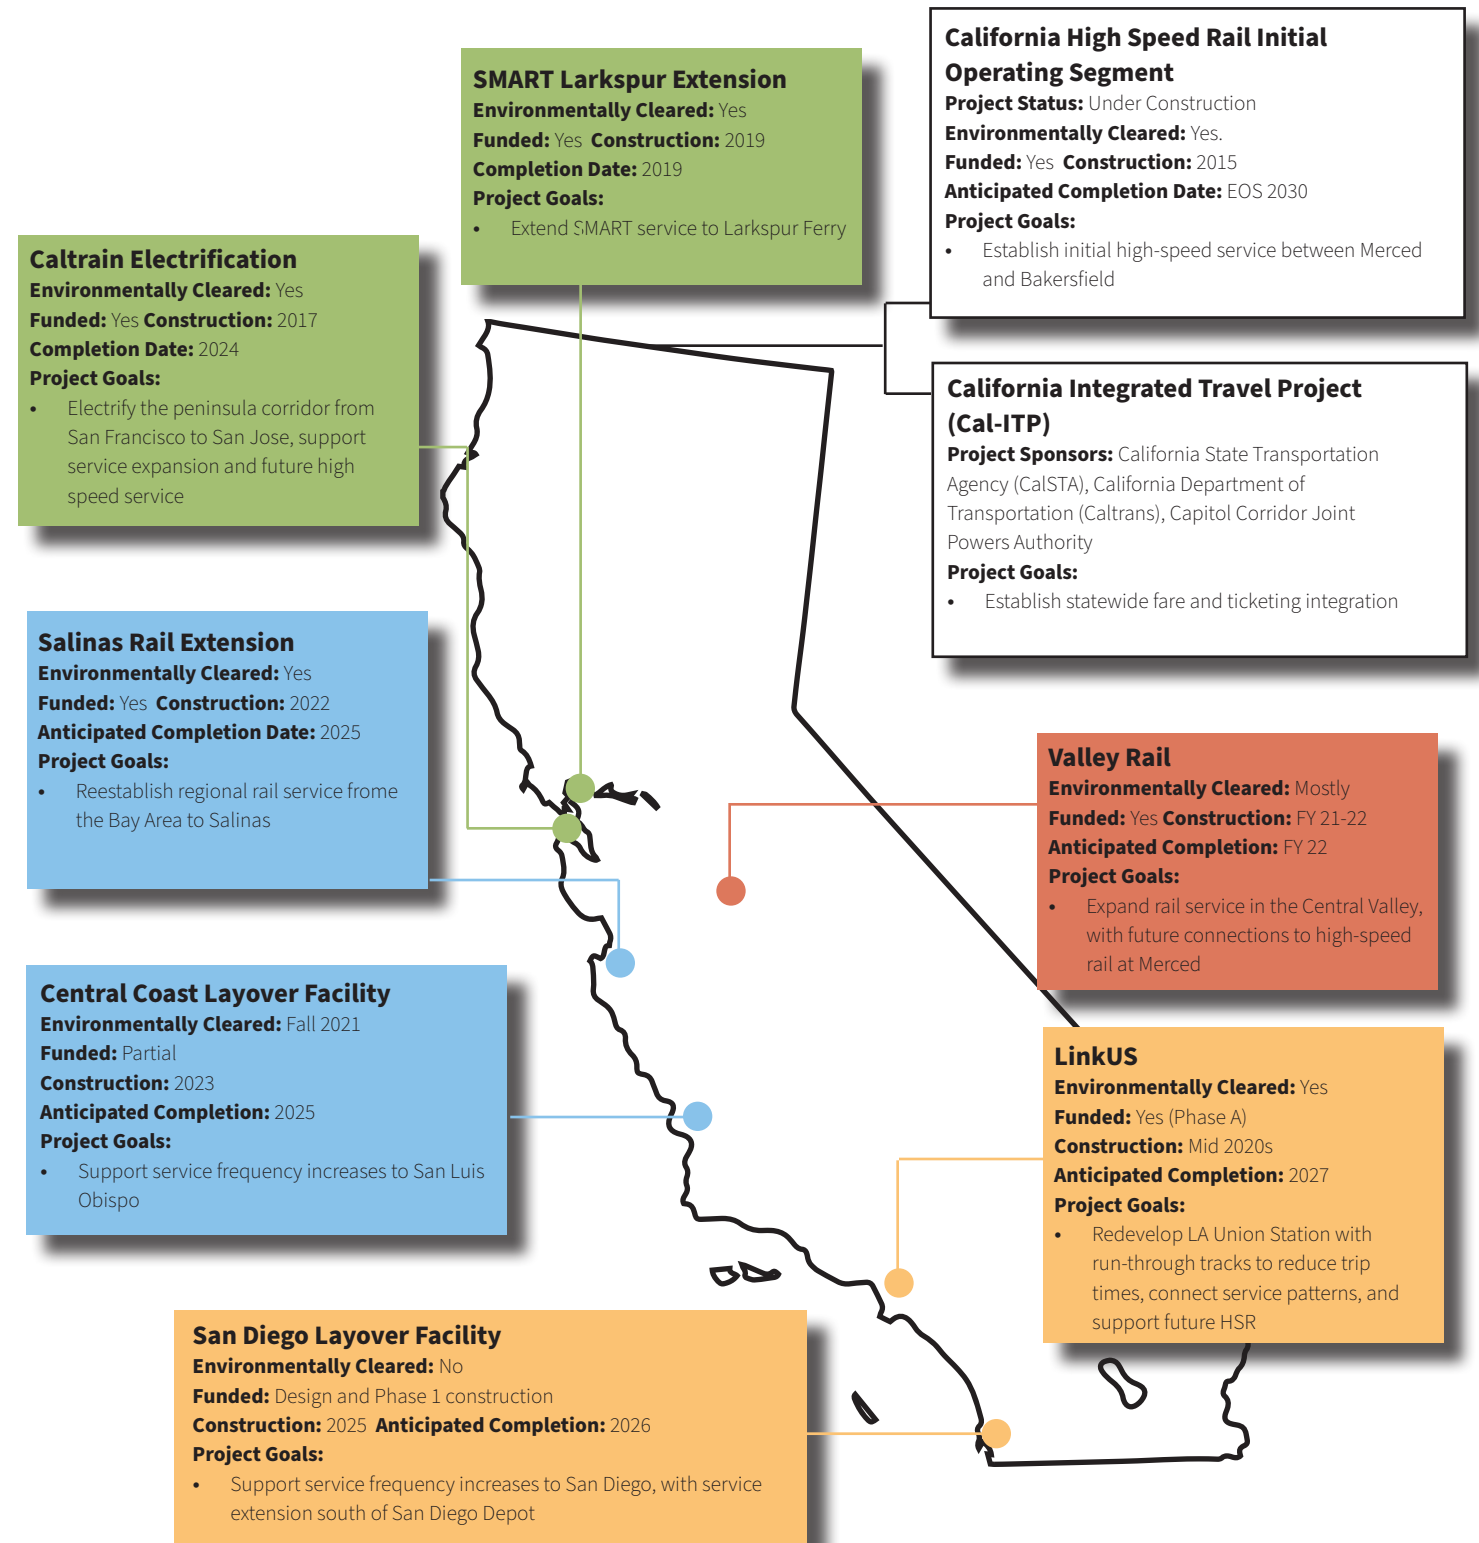 California High Speed Rail Initial
Operating Segment
Project Status: Under Construction
Environmentally Cleared: Yes.
Funded: Yes Construction: 2015
Anticipated Completion Date: EOS 2030
Project Goals:
• Establish initial high-speed service between Merced
and Bakersfield
SMART Larkspur Extension
Environmentally Cleared: Yes
Funded: Yes Construction: 2019
Completion Date: 2019
Project Goals:
• Extend SMART service to Larkspur Ferry
Caltrain Electrification
Environmentally Cleared: Yes
Funded: Yes Construction: 2017
Completion Date: 2024
Project Goals:
• Electrify the peninsula corridor from
San Francisco to San Jose, support
service expansion and future high
speed service
California Integrated Travel Project
(Cal-ITP)
Project Sponsors: California State Transportation
Agency (CalSTA), California Department of
Transportation (Caltrans), Capitol Corridor Joint
Powers Authority
Project Goals:
• Establish statewide fare and ticketing integration
Salinas Rail Extension
Environmentally Cleared: Yes
Funded: Yes Construction: 2022
Anticipated Completion Date: 2025
Project Goals:
• Reestablish regional rail service frome
the Bay Area to Salinas
Valley Rail
Environmentally Cleared: Mostly
Funded: Yes Construction: FY 21-22
Anticipated Completion: FY 22
Project Goals:
• Expand rail service in the Central Valley,
with future connections to high-speed
rail at Merced
Central Coast Layover Facility
Environmentally Cleared: Fall 2021
Funded: Partial
Construction: 2023
Anticipated Completion: 2025
Project Goals:
• Support service frequency increases to San Luis
Obispo
LinkUS
Environmentally Cleared: Yes
Funded: Yes (Phase A)
Construction: Mid 2020s
Anticipated Completion: 2027
Project Goals:
• Redevelop LA Union Station with
run-through tracks to reduce trip
times, connect service patterns, and
support future HSR
San Diego Layover Facility
Environmentally Cleared: No
Funded: Design and Phase 1 construction
Construction: 2025 Anticipated Completion: 2026
Project Goals:
• Support service frequency increases to San Diego, with service
extension south of San Diego Depot